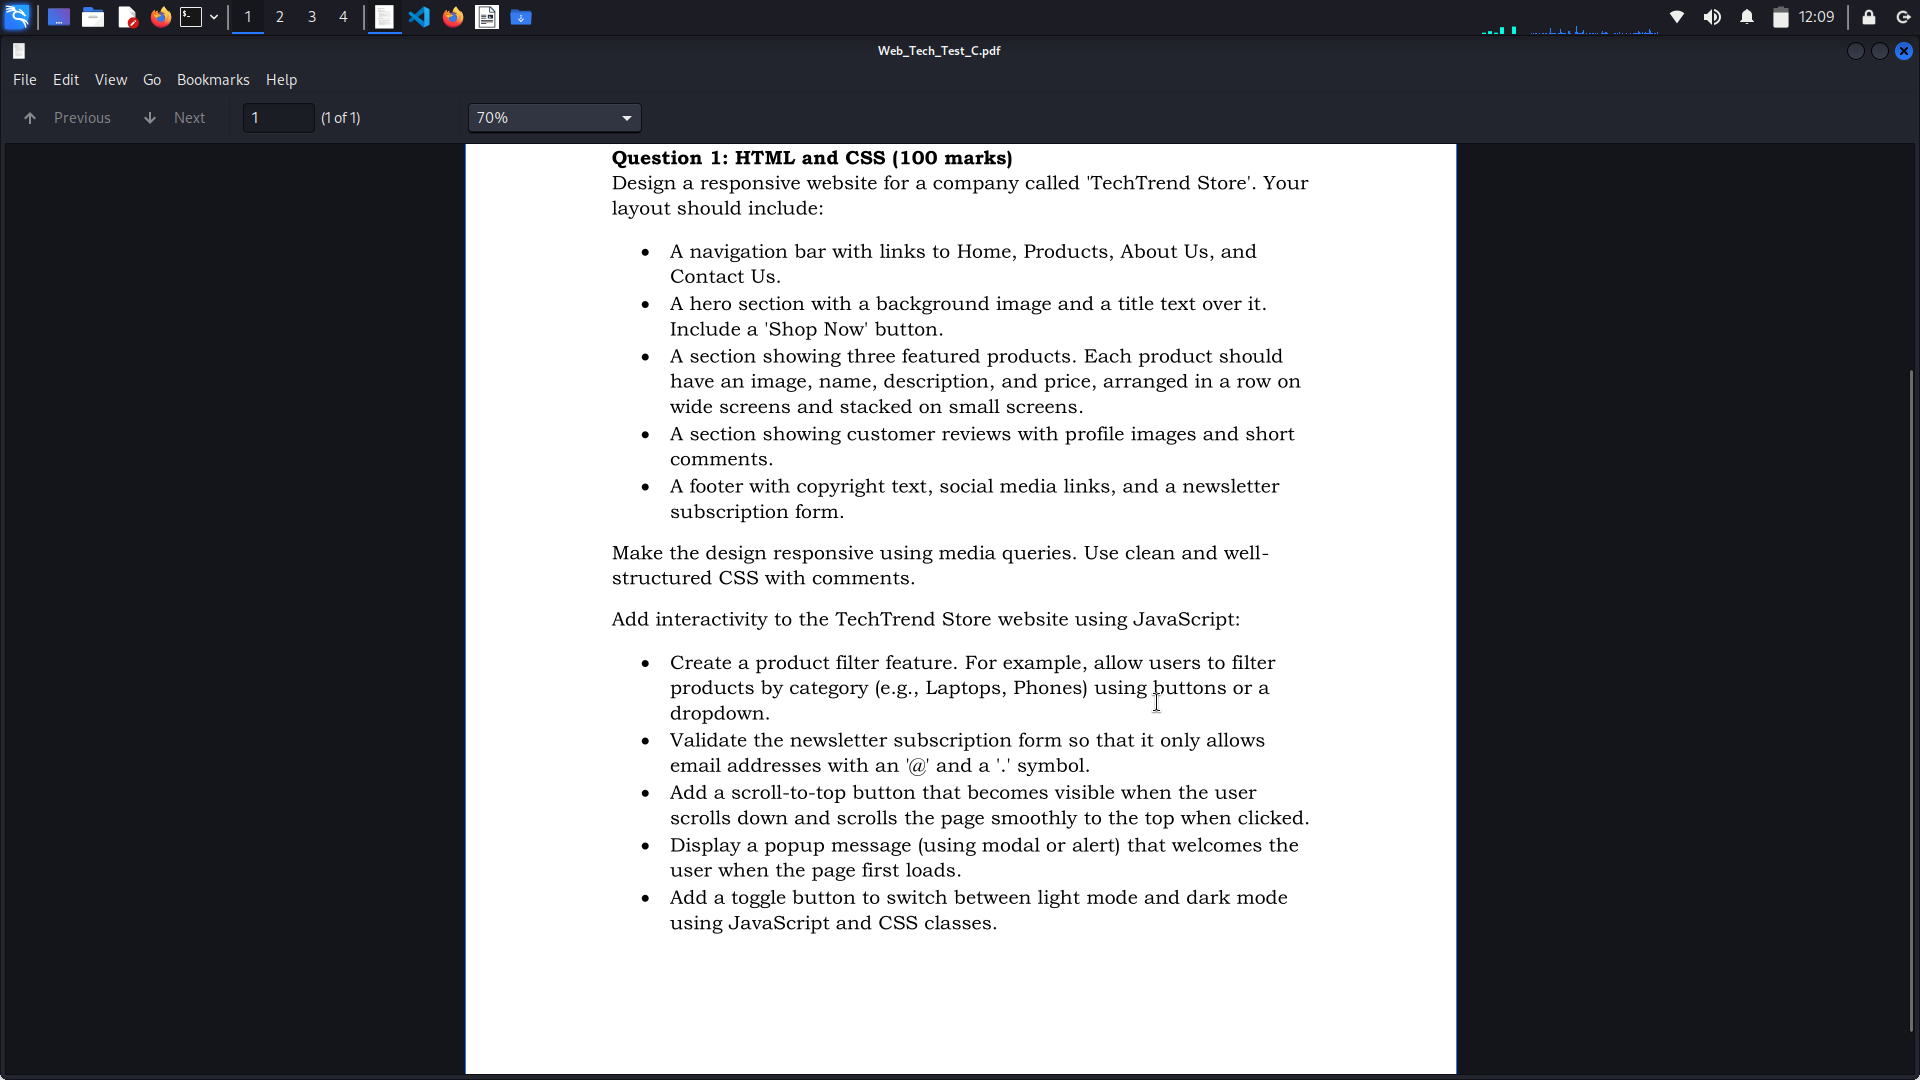 1 2 3 4 12:09
Web_Tech_Test_C.pdf
File Edit View Go Bookmarks Help
Previous Next 1 (1 of 1) 70%
Question 1: HTML and CSS (100 marks)
Design a responsive website for a company called 'TechTrend Store'. Your
layout should include:
• A navigation bar with links to Home, Products, About Us, and
Contact Us.
• A hero section with a background image and a title text over it.
Include a 'Shop Now' button.
• A section showing three featured products. Each product should
have an image, name, description, and price, arranged in a row on
wide screens and stacked on small screens.
• A section showing customer reviews with profile images and short
comments.
• A footer with copyright text, social media links, and a newsletter
subscription form.
Make the design responsive using media queries. Use clean and well-
structured CSS with comments.
Add interactivity to the TechTrend Store website using JavaScript:
• Create a product filter feature. For example, allow users to filter
products by category (e.g., Laptops, Phones) using buttons or a
dropdown.
• Validate the newsletter subscription form so that it only allows
email addresses with an '@' and a '.' symbol.
• Add a scroll-to-top button that becomes visible when the user
scrolls down and scrolls the page smoothly to the top when clicked.
• Display a popup message (using modal or alert) that welcomes the
user when the page first loads.
• Add a toggle button to switch between light mode and dark mode
using JavaScript and CSS classes.